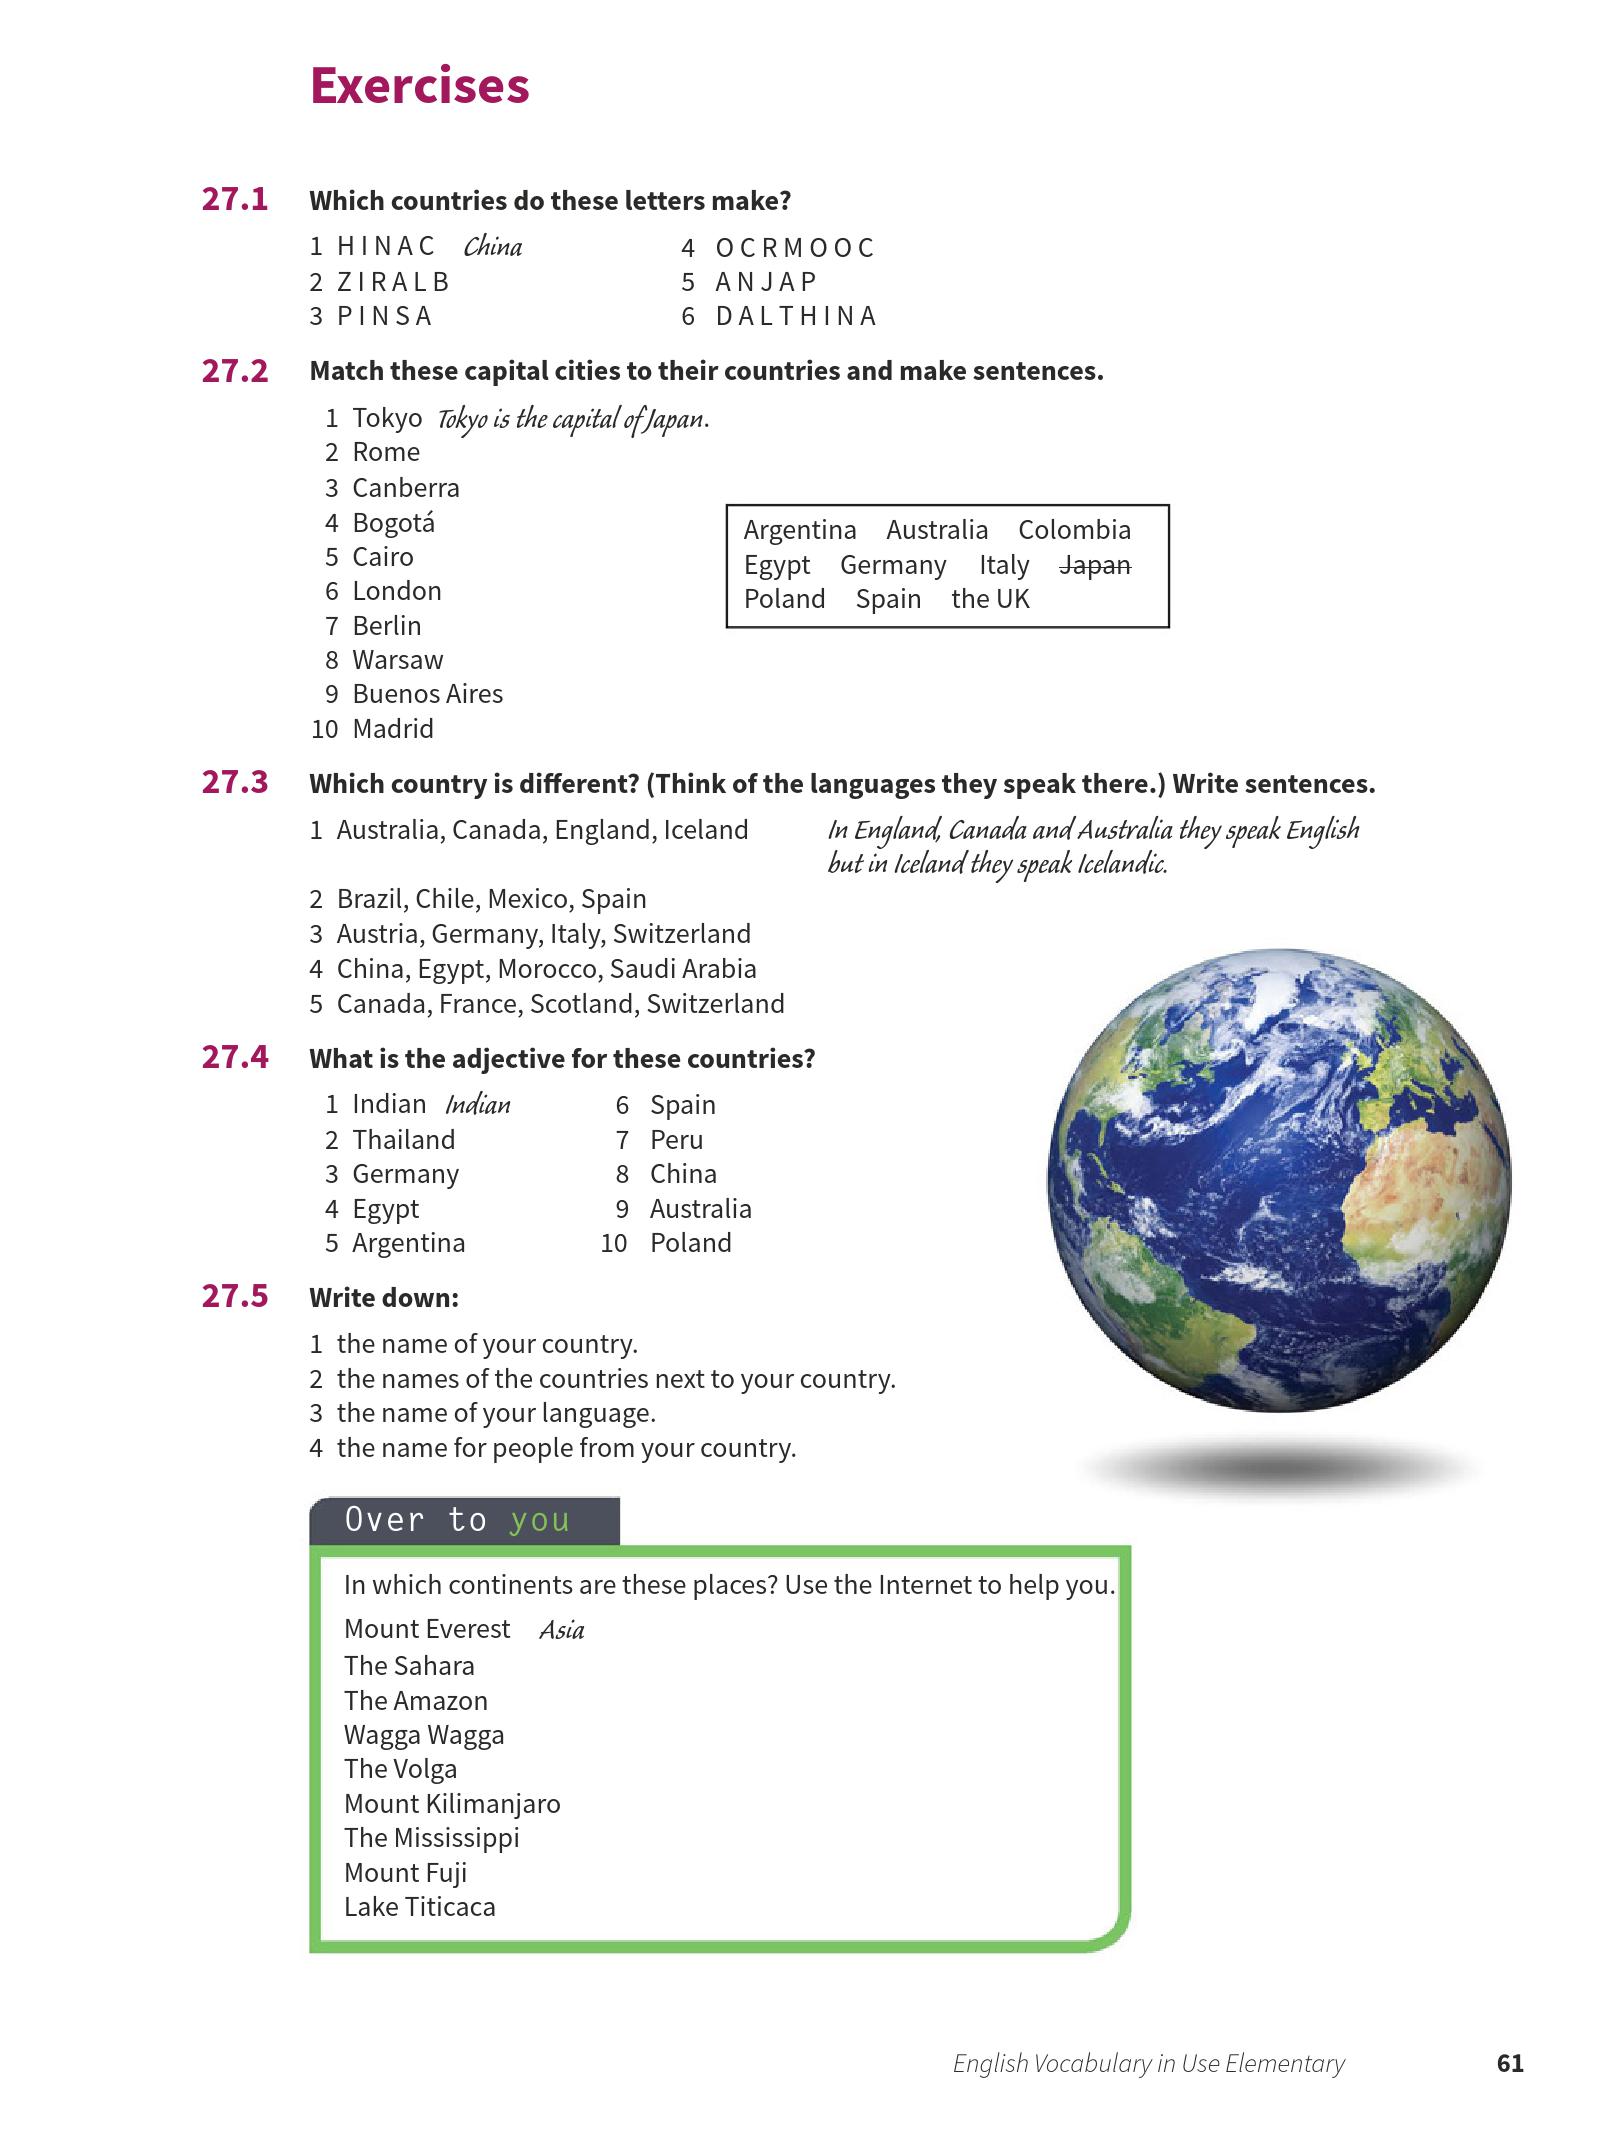 Exercises
27.1 Which countries do these letters make?
1 HINAC China
2 ZIRALB
3 PINSA
4 OCRMOOC
5 ANJAP
6 DALTHINA
27.2 Match these capital cities to their countries and make sentences.
1 Tokyo Tokyo is the capital of Japan.
2 Rome
3 Canberra
4 Bogotá
5 Cairo
6 London
7 Berlin
8 Warsaw
9 Buenos Aires
10 Madrid
Argentina Australia Colombia
Egypt Germany Italy Japan
Poland Spain the UK
27.3 Which country is different? (Think of the languages they speak there.) Write sentences.
1 Australia, Canada, England, Iceland In England, Canada and Australia they speak English
but in Iceland they speak Icelandic.
2 Brazil, Chile, Mexico, Spain
3 Austria, Germany, Italy, Switzerland
4 China, Egypt, Morocco, Saudi Arabia
5 Canada, France, Scotland, Switzerland
27.4 What is the adjective for these countries?
1 Indian Indian
2 Thailand
3 Germany
4 Egypt
5 Argentina
6 Spain
7 Peru
8 China
9 Australia
10 Poland
27.5 Write down:
1 the name of your country.
2 the names of the countries next to your country.
3 the name of your language.
4 the name for people from your country.
Over to you
In which continents are these places? Use the Internet to help you.
Mount Everest Asia
The Sahara
The Amazon
Wagga Wagga
The Volga
Mount Kilimanjaro
The Mississippi
Mount Fuji
Lake Titicaca
English Vocabulary in Use Elementary 61